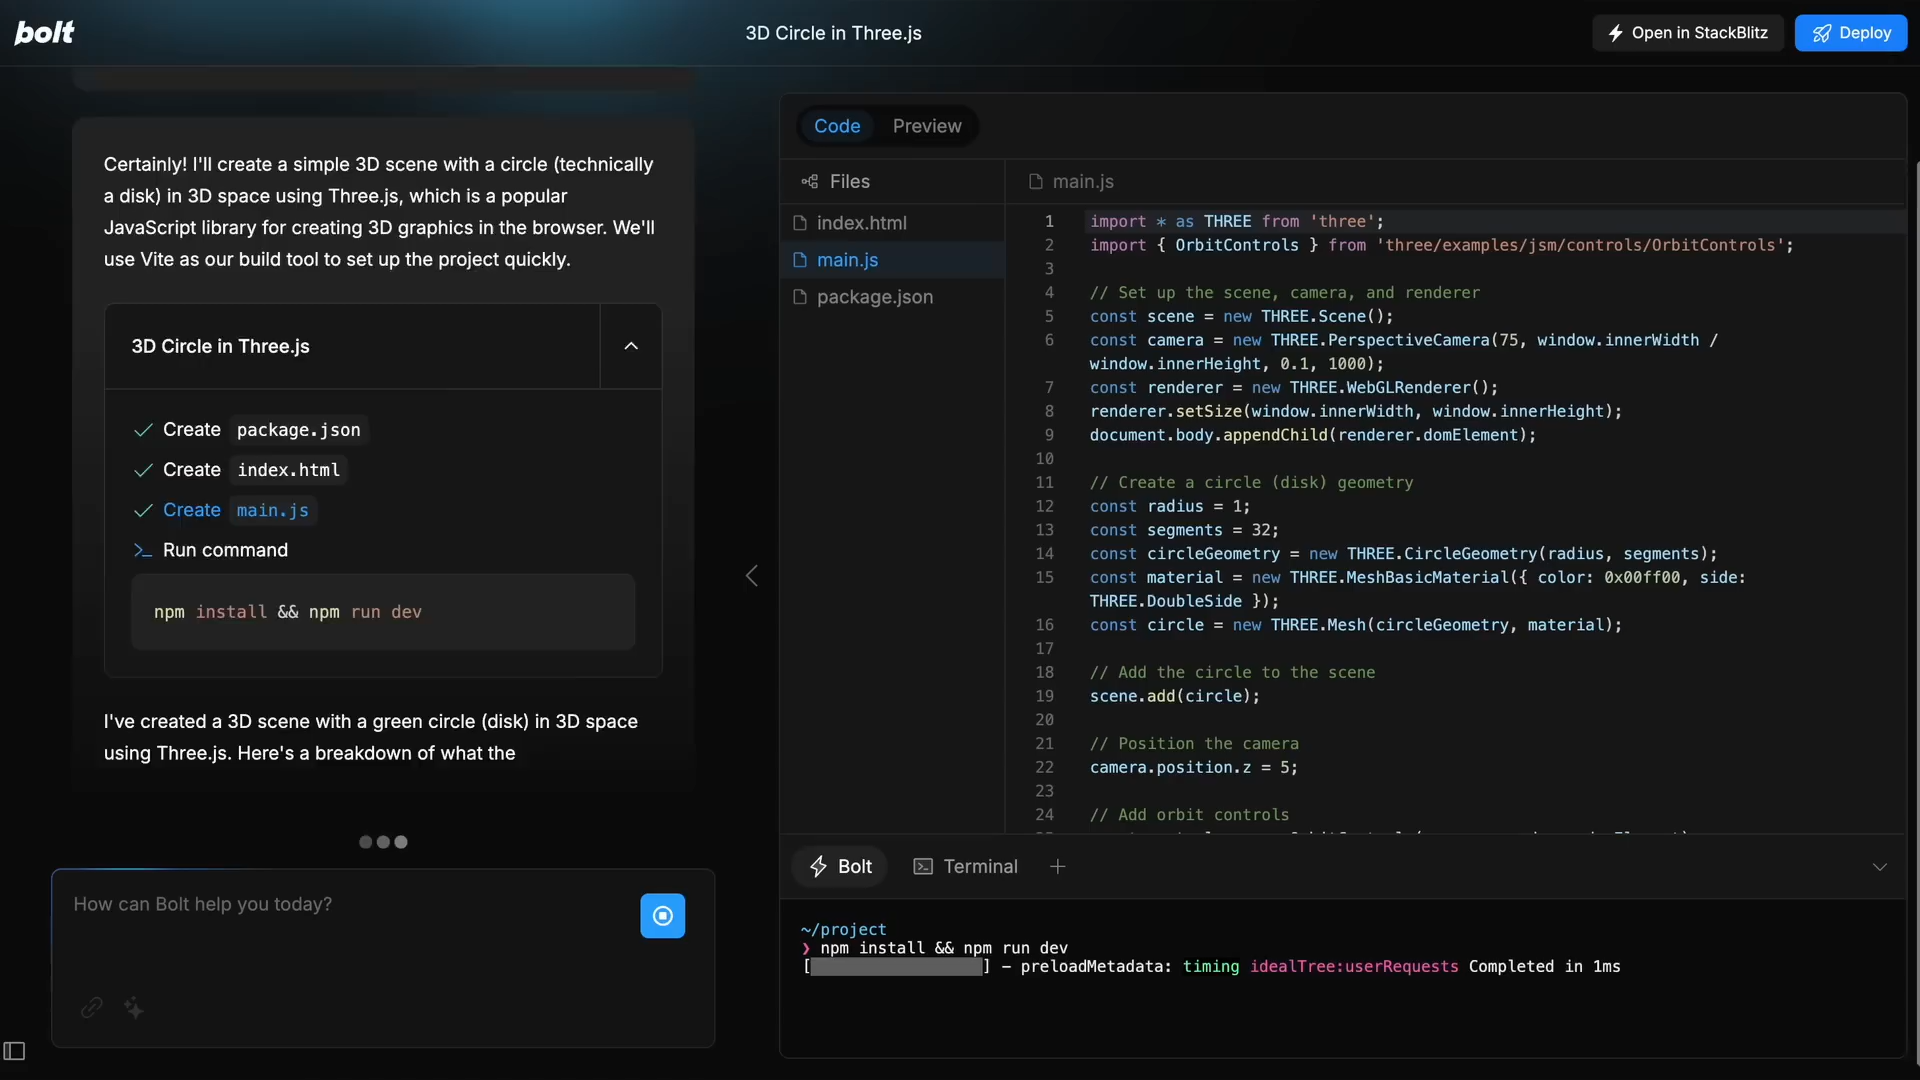 bolt
3D Circle in Three.js
Open in StackBlitz
Deploy
Certainly! I'll create a simple 3D scene with a circle (technically
a disk) in 3D space using Three.js, which is a popular
JavaScript library for creating 3D graphics in the browser. We'll
use Vite as our build tool to set up the project quickly.
3D Circle in Three.js
Create package.json
Create index.html
Create main.js
Run command
npm install && npm run dev
I've created a 3D scene with a green circle (disk) in 3D space
using Three.js. Here's a breakdown of what the
How can Bolt help you today?
Code
Preview
Files
index.html
main.js
package.json
main.js
1 import * as THREE from 'three';
2 import { OrbitControls } from 'three/examples/jsm/controls/OrbitControls';
3
4 // Set up the scene, camera, and renderer
5 const scene = new THREE.Scene();
6 const camera = new THREE.PerspectiveCamera(75, window.innerWidth /
window.innerHeight, 0.1, 1000);
7 const renderer = new THREE.WebGLRenderer();
8 renderer.setSize(window.innerWidth, window.innerHeight);
9 document.body.appendChild(renderer.domElement);
10
11 // Create a circle (disk) geometry
12 const radius = 1;
13 const segments = 32;
14 const circleGeometry = new THREE.CircleGeometry(radius, segments);
15 const material = new THREE.MeshBasicMaterial({ color: 0x00ff00, side:
THREE.DoubleSide });
16 const circle = new THREE.Mesh(circleGeometry, material);
17
18 // Add the circle to the scene
19 scene.add(circle);
20
21 // Position the camera
22 camera.position.z = 5;
23
24 // Add orbit controls
Bolt
Terminal
~/project
❯ npm install && npm run dev
[ ] – preloadMetadata: timing idealTree:userRequests Completed in 1ms